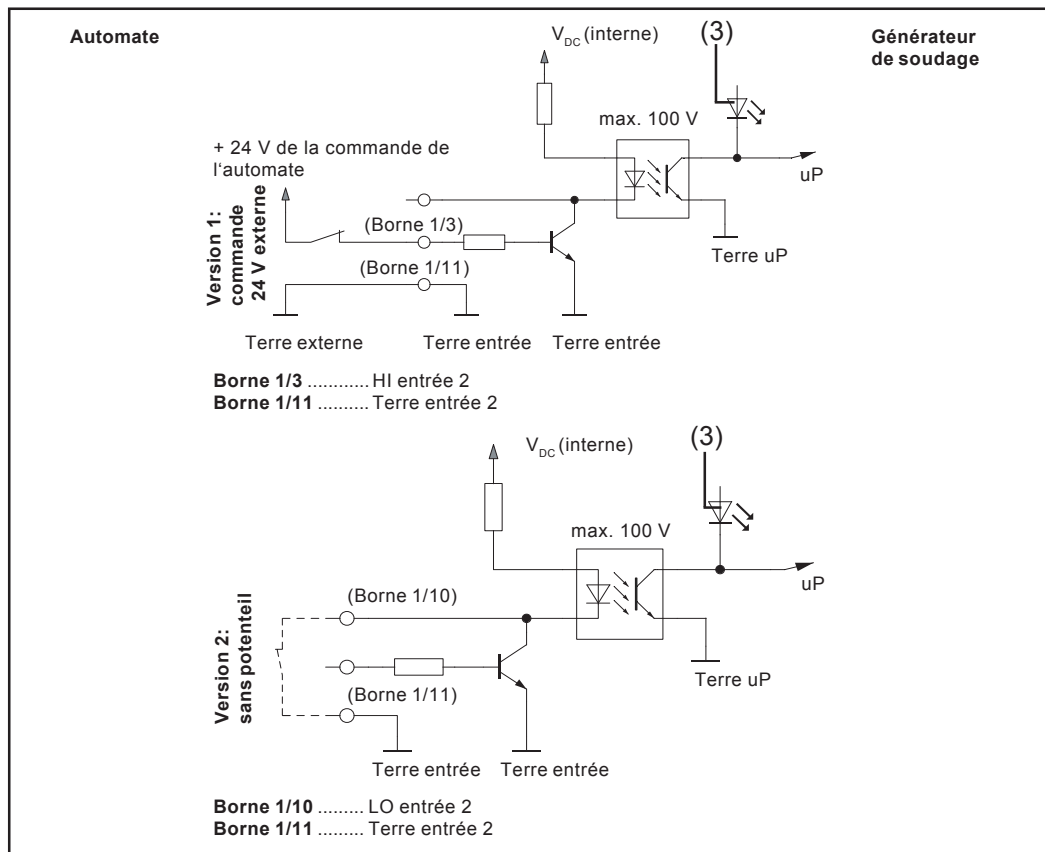 Automate
V_DC (interne)
(3)
Générateur
de soudage
max. 100 V
+ 24 V de la commande de
l‘automate
uP
Version 1:
commande
24 V externe
(Borne 1/3)
Terre uP
(Borne 1/11)
Terre externe
Terre entrée
Terre entrée
Borne 1/3 ............ HI entrée 2
Borne 1/11 .......... Terre entrée 2
V_DC (interne)
(3)
max. 100 V
uP
Version 2:
sans potenteil
(Borne 1/10)
Terre uP
(Borne 1/11)
Terre entrée
Terre entrée
Borne 1/10 ......... LO entrée 2
Borne 1/11 ......... Terre entrée 2